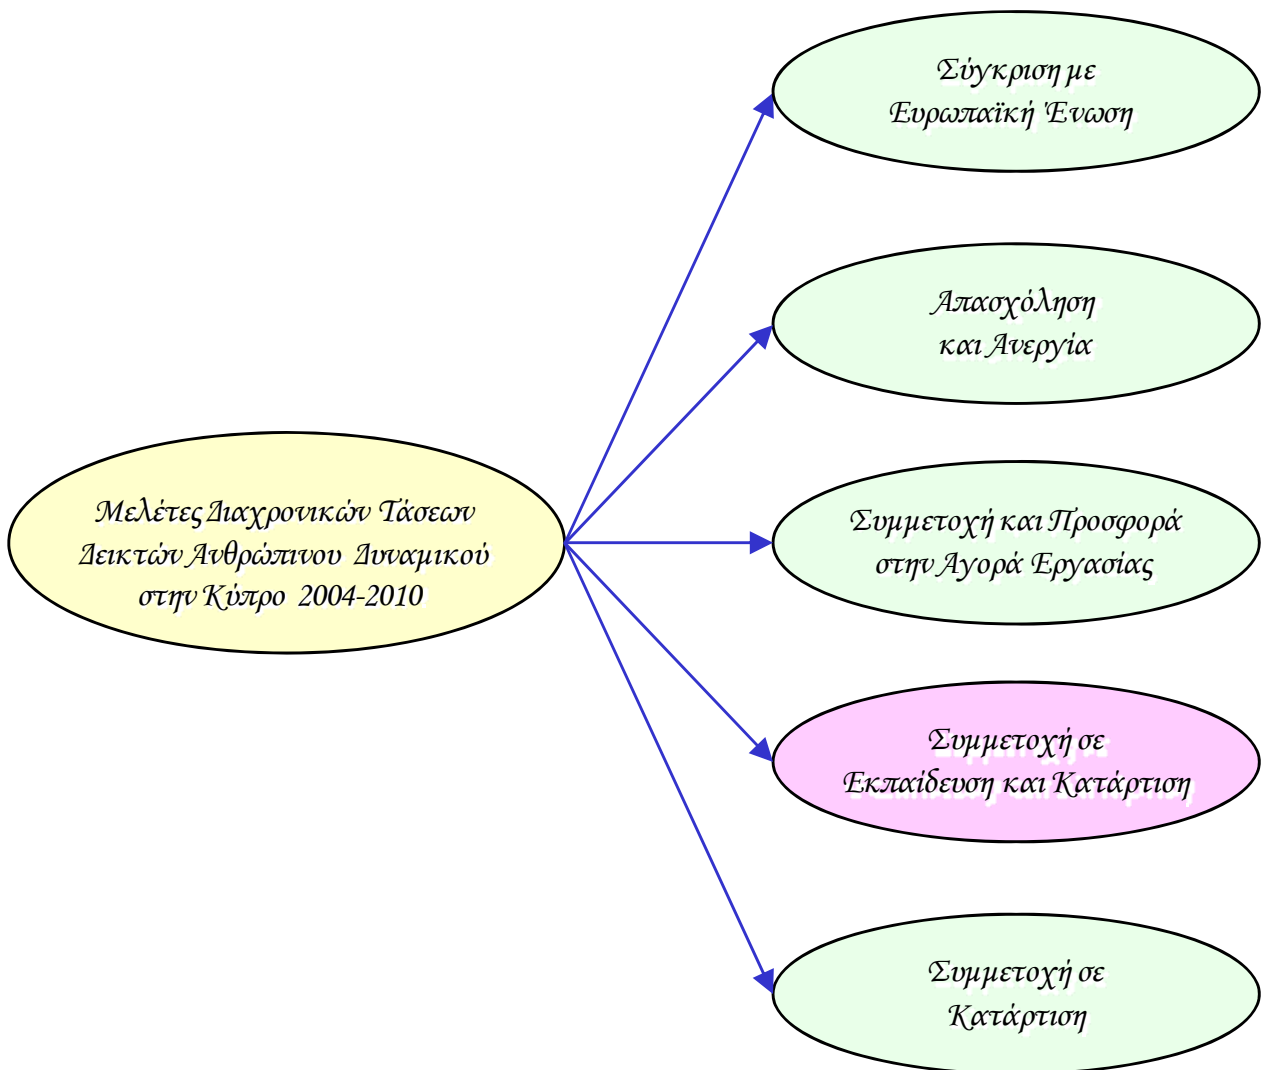 Σύγκριση με
Ευρωπαϊκή Ένωση
Απασχόληση
και Ανεργία
Μελέτες Διαχρονικών Τάσεων
Δεικτών Ανθρώπινου Δυναμικού
στην Κύπρο 2004-2010
Συμμετοχή και Προσφορά
στην Αγορά Εργασίας
Συμμετοχή σε
Εκπαίδευση και Κατάρτιση
Συμμετοχή σε
Κατάρτιση